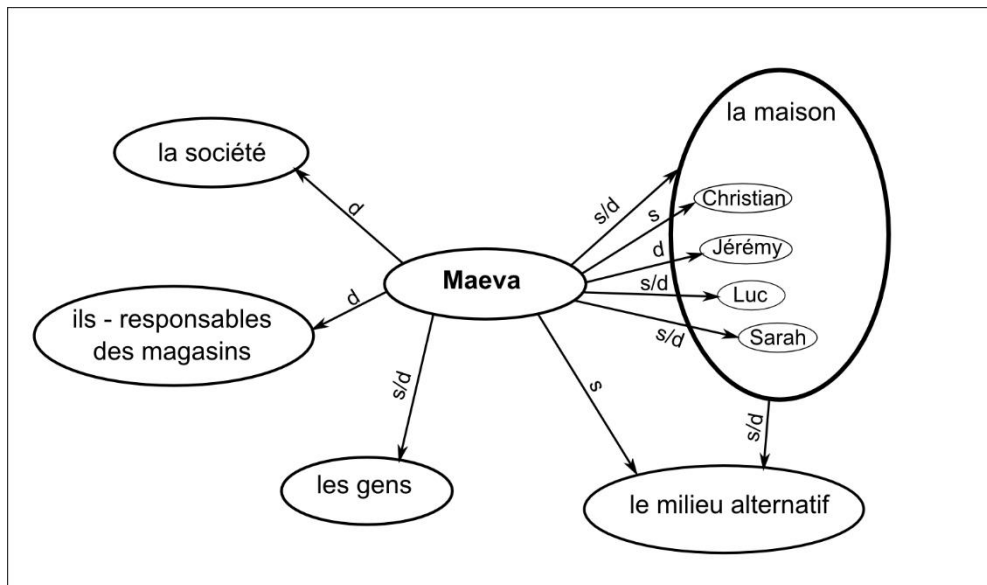 la maison
la société
d
s/d
s
Christian
d
Jérémy
Maeva
s/d
Luc
d
ils - responsables
des magasins
s/d
Sarah
s/d
s
s/d
les gens
le milieu alternatif